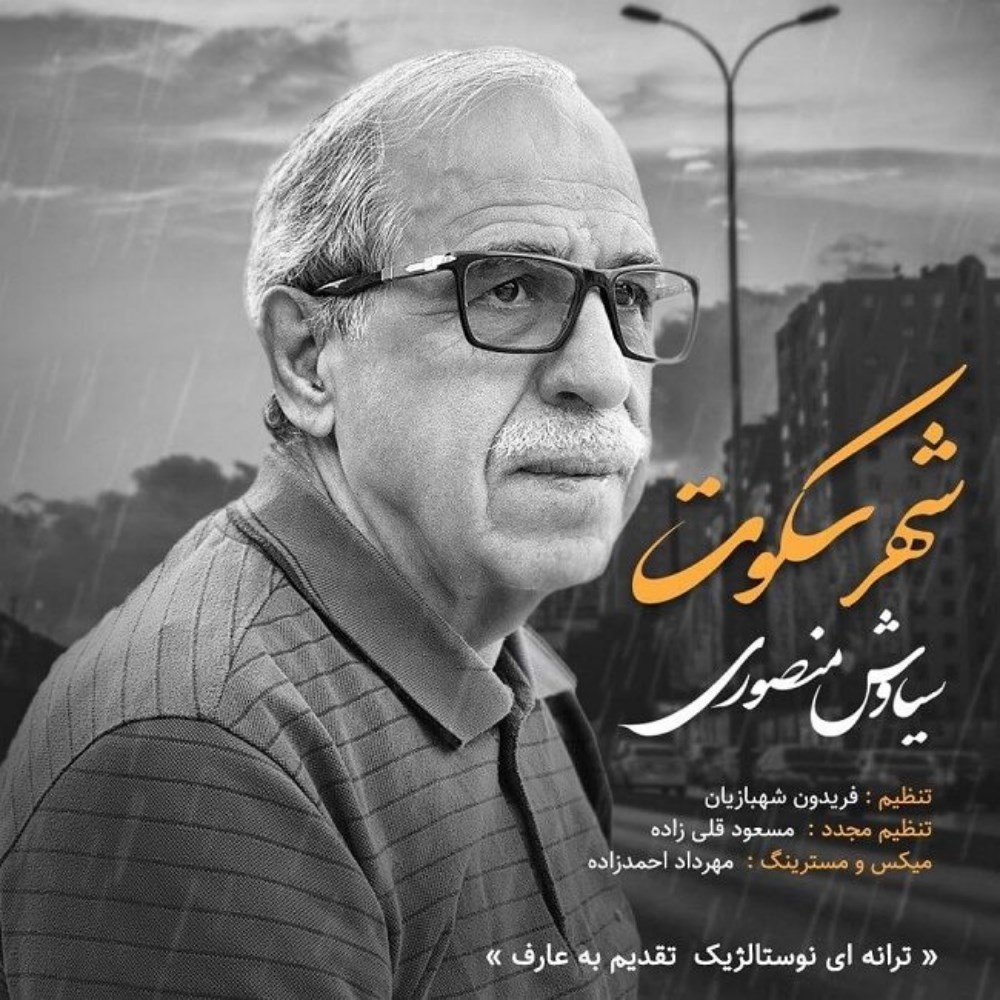 شهر سکوت
سیاوش منصوری
تنظیم : فریدون شهبازیان
تنظیم مجدد : مسعود قلی زاده
میکس و مسترینگ : مهرداد احمدزاده
« ترانه ای نوستالژیک تقدیم به عارف »